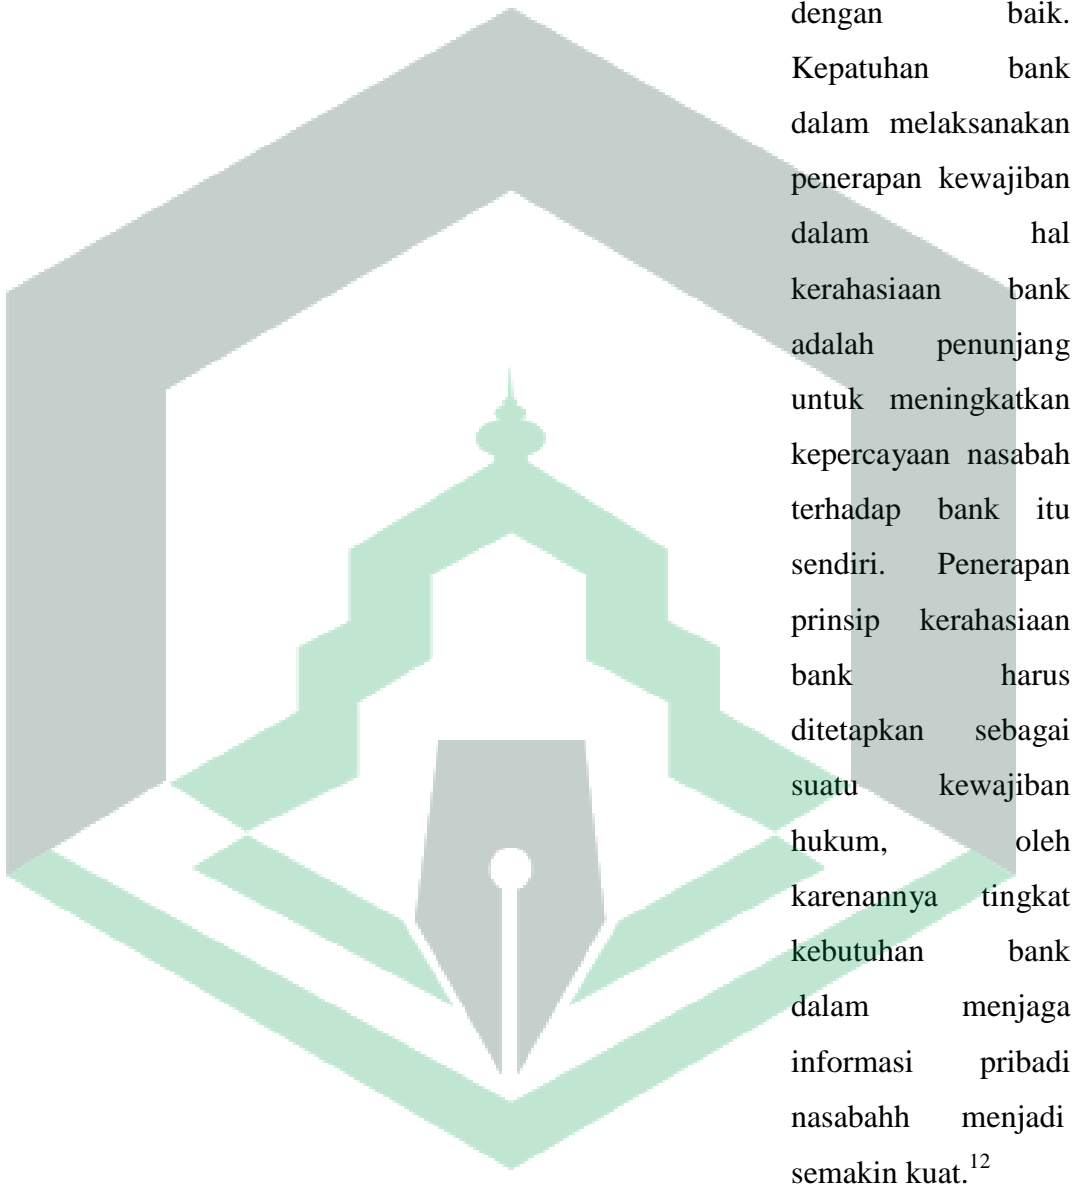 dengan baik.
Kepatuhan bank
dalam melaksanakan
penerapan kewajiban
dalam hal
kerahasiaan bank
adalah penunjang
untuk meningkatkan
kepercayaan nasabah
terhadap bank itu
sendiri. Penerapan
prinsip kerahasiaan
bank harus
ditetapkan sebagai
suatu kewajiban
hukum, oleh
karenannya tingkat
kebutuhan bank
dalam menjaga
informasi pribadi
nasabahh menjadi
semakin kuat.12